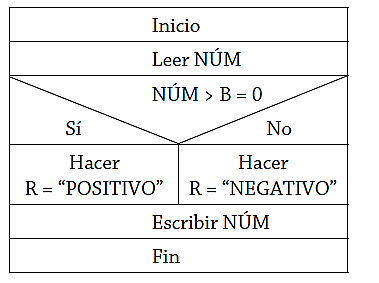 Inicio
Leer NÚM
NÚM > B = 0
Sí
No
Hacer
R = “POSITIVO”
Hacer
R = “NEGATIVO”
Escribir NÚM
Fin